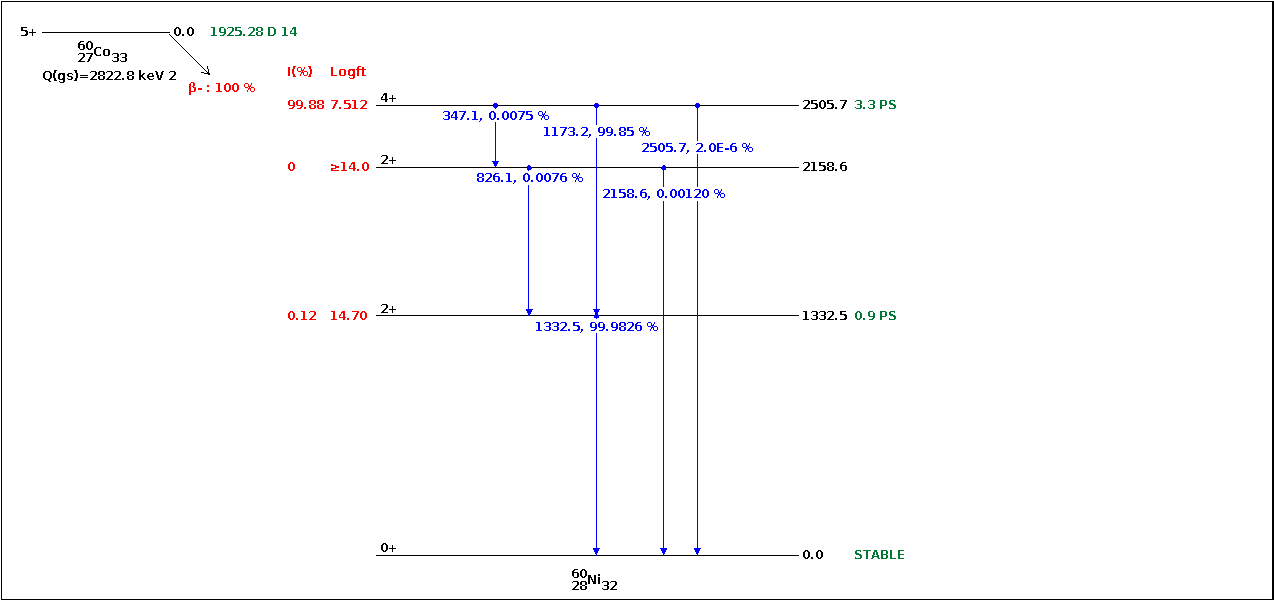 5+ 0.0 1925.28 D 14
60
27Co33
Q(gs)=2822.8 keV 2
β- : 100 %
I(%) Logft
99.88 7.512 4+ 2505.7 3.3 PS
347.1, 0.0075 %
1173.2, 99.85 %
2505.7, 2.0E-6 %
0 ≥14.0 2+ 2158.6
826.1, 0.0076 %
2158.6, 0.00120 %
0.12 14.70 2+ 1332.5 0.9 PS
1332.5, 99.9826 %
0+ 0.0 STABLE
60
28Ni32